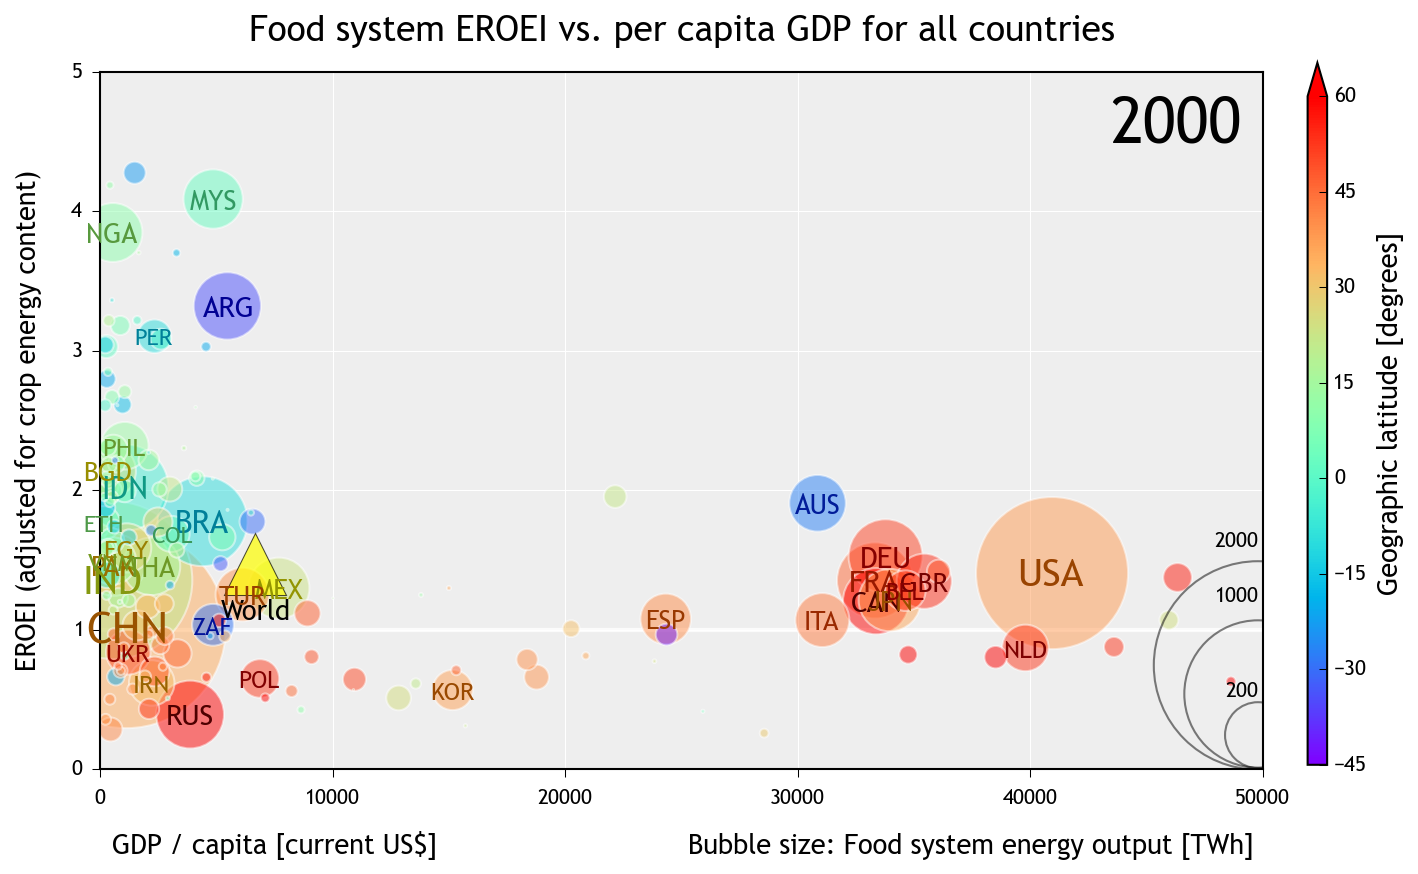 Food system EROEI vs. per capita GDP for all countries
2000
EROEI (adjusted for crop energy content)
5
4
3
2
1
0
MYS
NGA
ARG
PER
PHL
BGD
IDN
BRA
ETH
COL
EGY
PAK
THA
IND
MEX
TUR
World
CHN
ZAF
UKR
IRN
POL
RUS
KOR
ESP
AUS
DEU
FRA
GBR
BEL
JPN
CAN
ITA
NLD
USA
2000
1000
200
0
10000
20000
30000
40000
50000
GDP / capita [current US$]
Bubble size: Food system energy output [TWh]
60
45
30
15
0
−15
−30
−45
Geographic latitude [degrees]